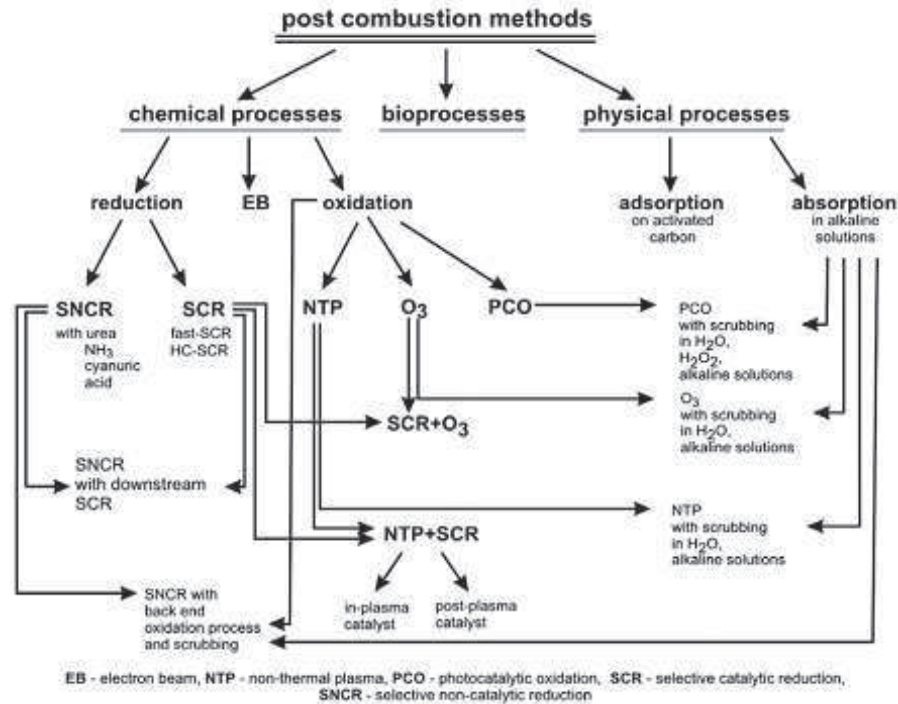 post combustion methods
chemical processes
bioprocesses
physical processes
reduction
EB
oxidation
adsorption
on activated
carbon
absorption
in alkaline
solutions
SNCR
with urea
NH3
cyanuric
acid
SCR
fast-SCR
HC-SCR
NTP
O3
PCO
PCO
with scrubbing
in H2O,
H2O2,
alkaline solutions
SCR+O3
O3
with scrubbing
in H2O,
alkaline solutions
SNCR
with downstream
SCR
NTP+SCR
NTP
with scrubbing
in H2O,
alkaline solutions
in-plasma
catalyst
post-plasma
catalyst
SNCR with
back end
oxidation process
and scrubbing
EB - electron beam, NTP - non-thermal plasma, PCO - photocatalytic oxidation, SCR - selective catalytic reduction,
SNCR - selective non-catalytic reduction